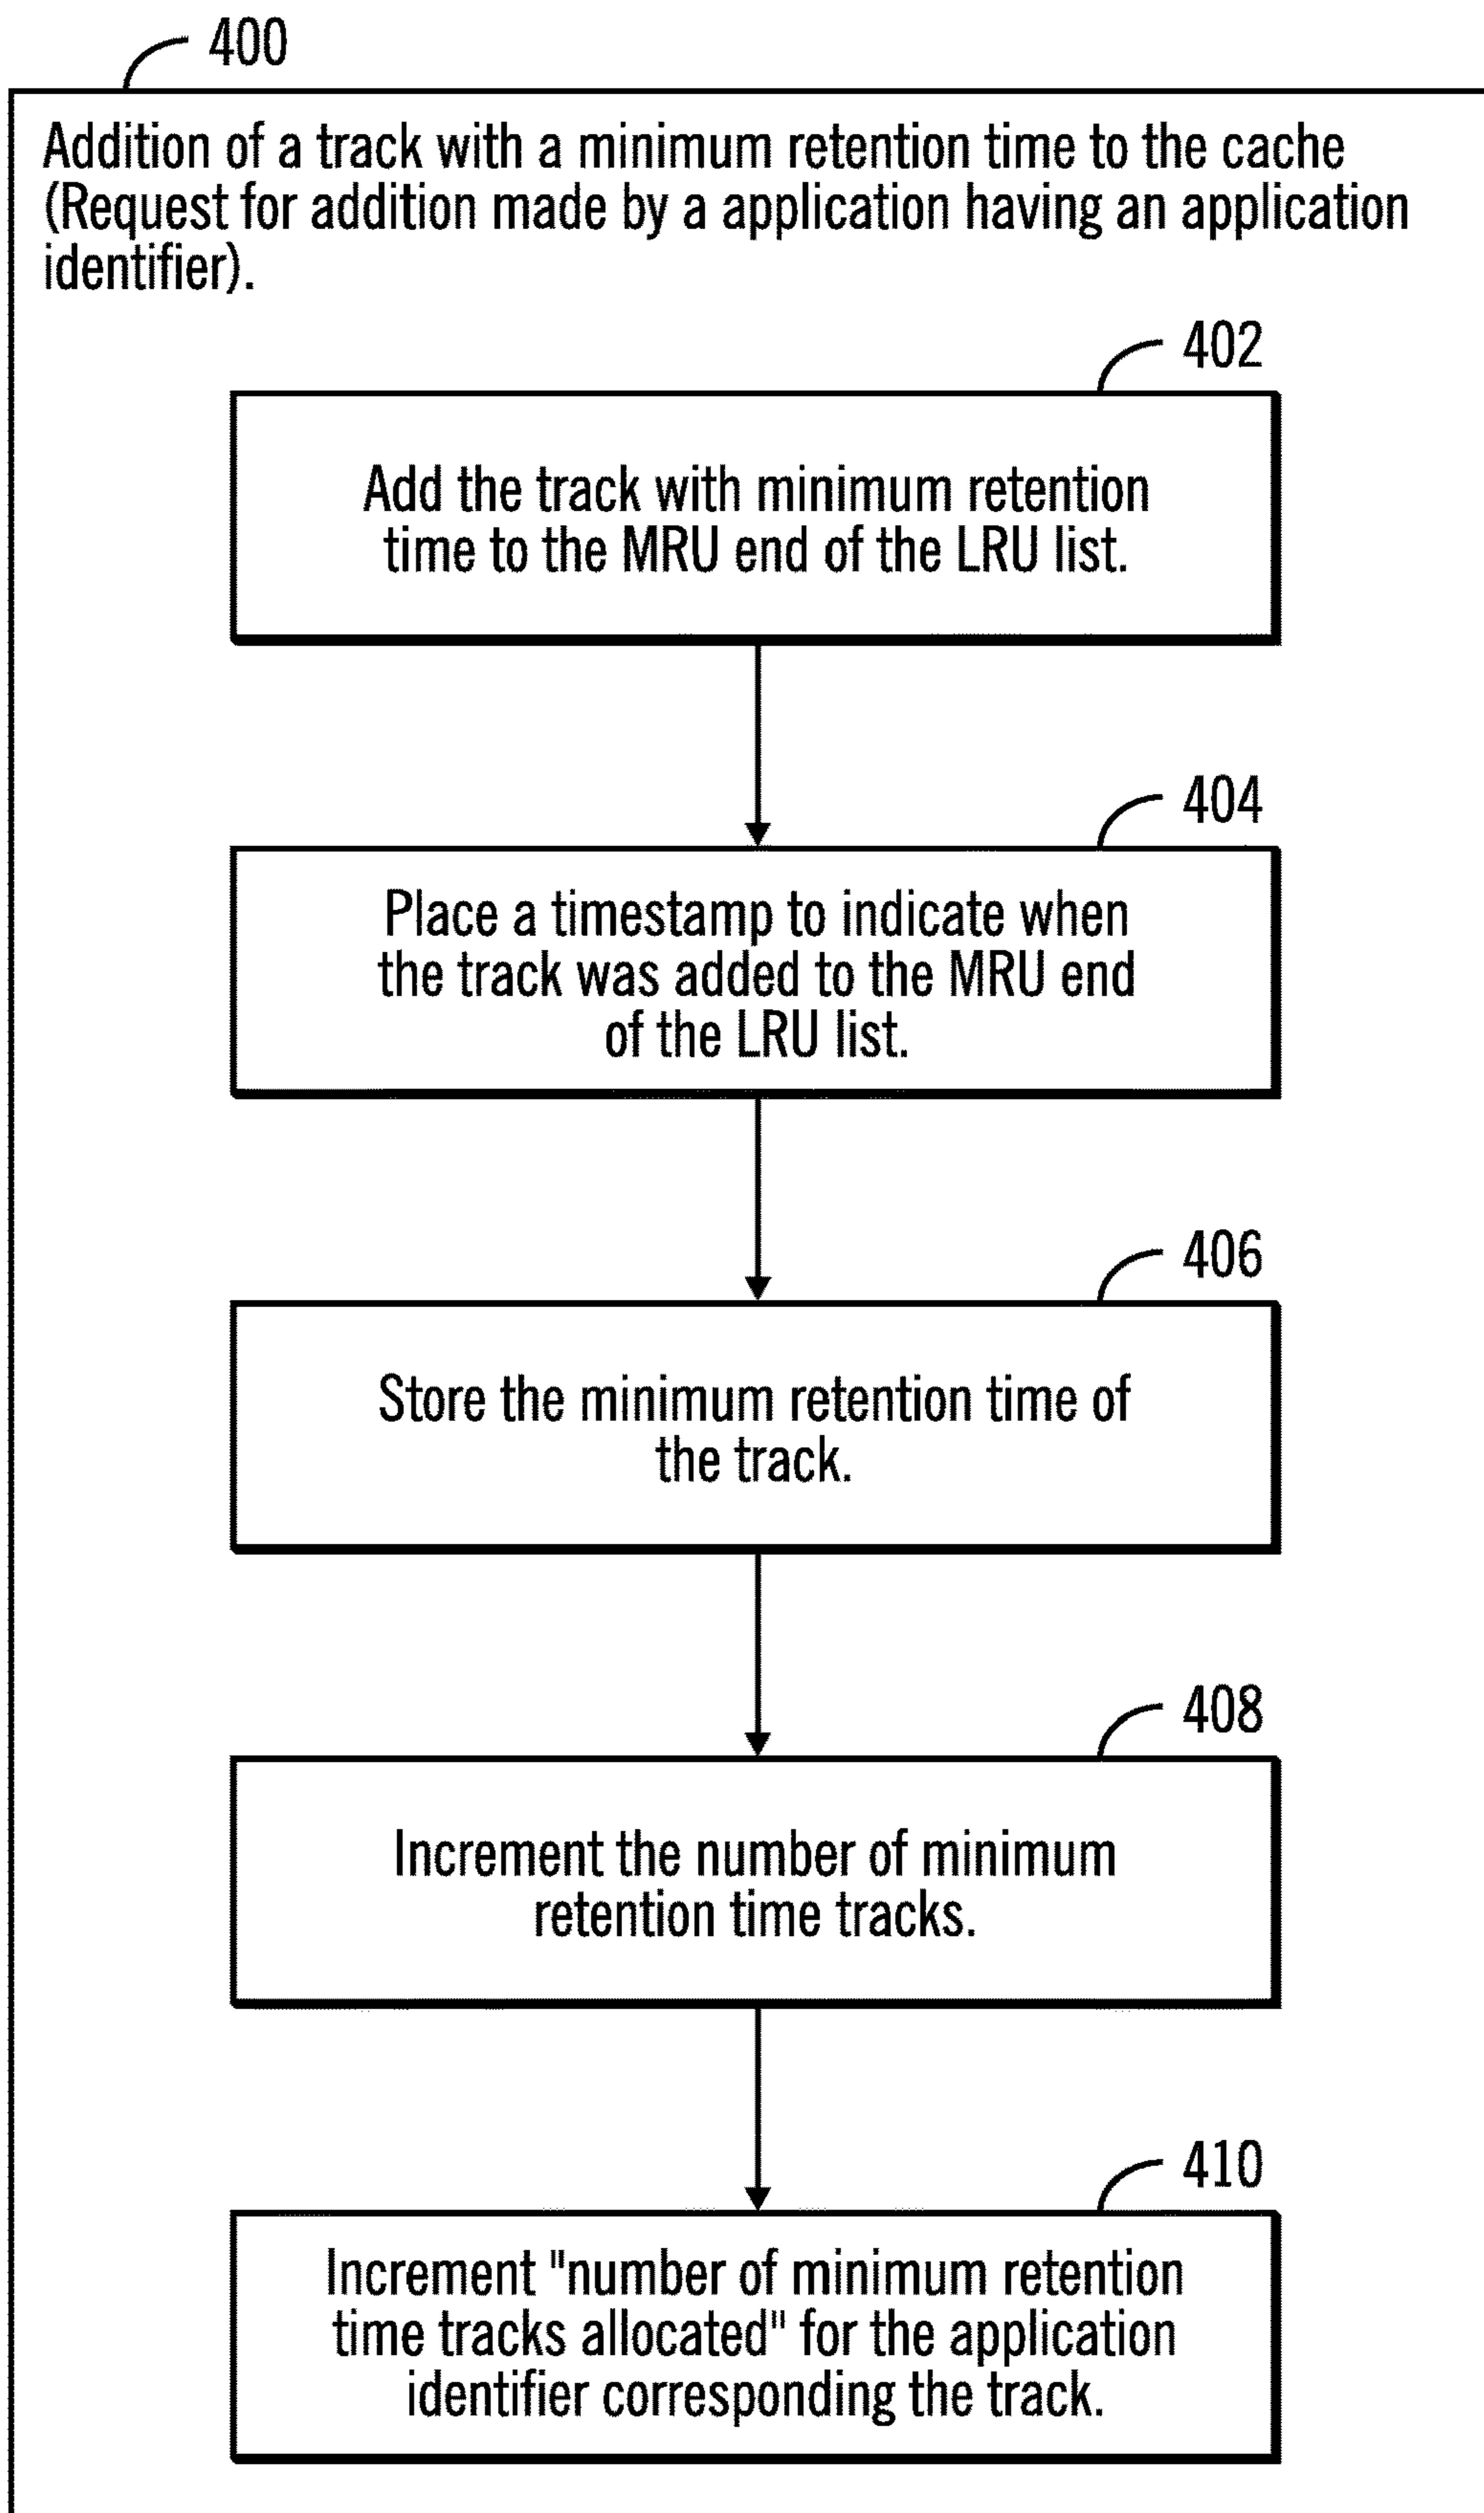 400
Addition of a track with a minimum retention time to the cache
(Request for addition made by a application having an application
identifier).
402
Add the track with minimum retention
time to the MRU end of the LRU list.
404
Place a timestamp to indicate when
the track was added to the MRU end
of the LRU list.
406
Store the minimum retention time of
the track.
408
Increment the number of minimum
retention time tracks.
410
Increment "number of minimum retention
time tracks allocated" for the application
identifier corresponding the track.